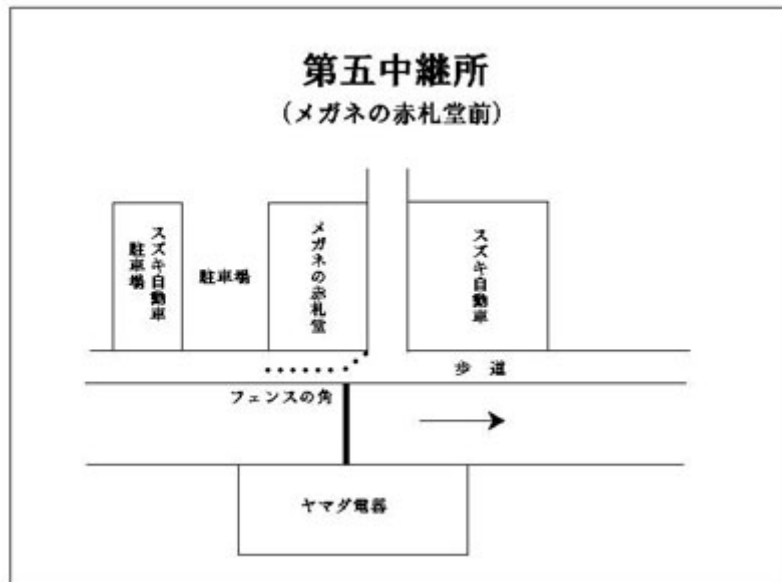 第五中継所
(メガネの赤札堂前)
スズキ自動車
駐車場
駐車場
メガネの赤札堂
スズキ自動車
歩 道
フェンスの角
ヤマダ電器